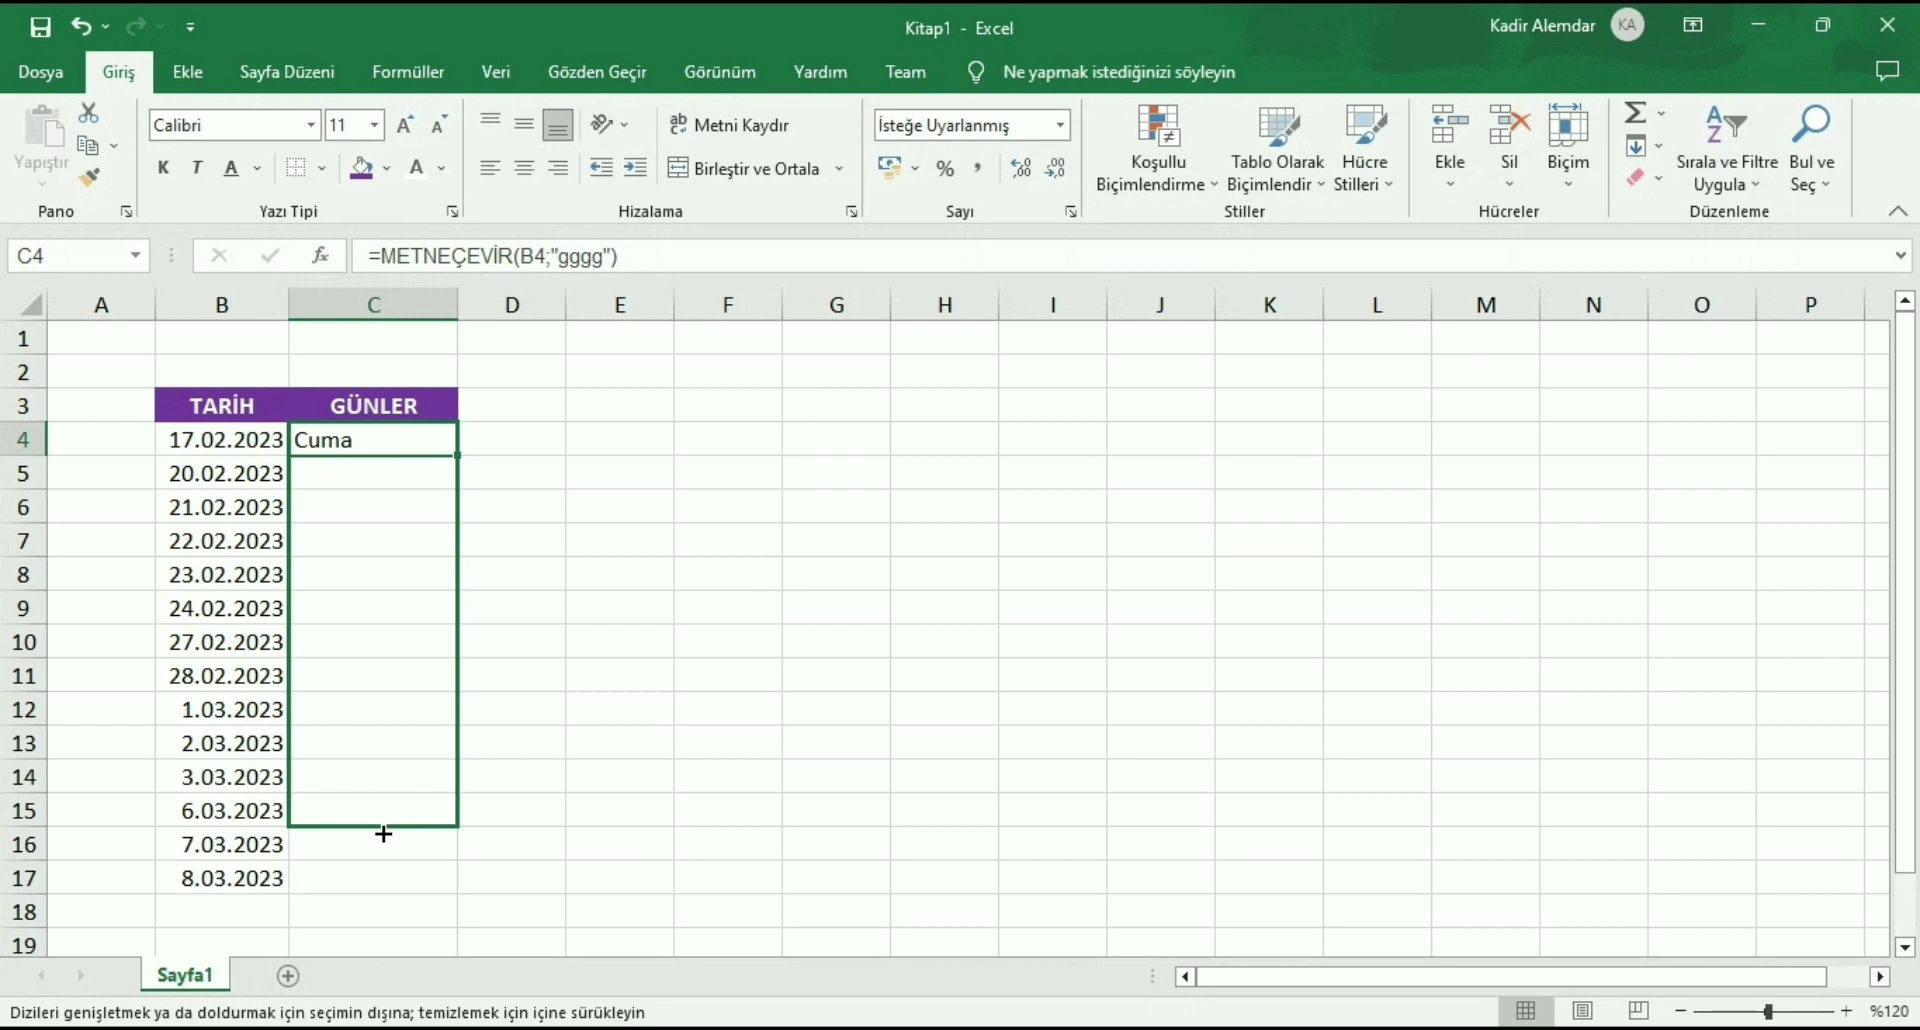 Kitap1 - Excel
Kadir Alemdar KA
Dosya Giriş Ekle Sayfa Düzeni Formüller Veri Gözden Geçir Görünüm Yardım Team Ne yapmak istediğinizi söyleyin
Yapıştır
Calibri 11
K T A
Metni Kaydır
Birleştir ve Ortala
İsteğe Uyarlanmış
Koşullu Biçimlendirme
Tablo Olarak Biçimlendir
Hücre Stilleri
Ekle Sil Biçim
Sırala ve Filtre Uygula
Bul ve Seç
Pano Yazı Tipi Hizalama Sayı Stiller Hücreler Düzenleme
C4 fx =METNEÇEVİR(B4;"gggg")
A B C D E F G H I J K L M N O P
1
2
3 TARİH GÜNLER
4 17.02.2023 Cuma
5 20.02.2023
6 21.02.2023
7 22.02.2023
8 23.02.2023
9 24.02.2023
10 27.02.2023
11 28.02.2023
12 1.03.2023
13 2.03.2023
14 3.03.2023
15 6.03.2023
16 7.03.2023
17 8.03.2023
18
19
Sayfa1
Dizileri genişletmek ya da doldurmak için seçimin dışına; temizlemek için içine sürükleyin
%120